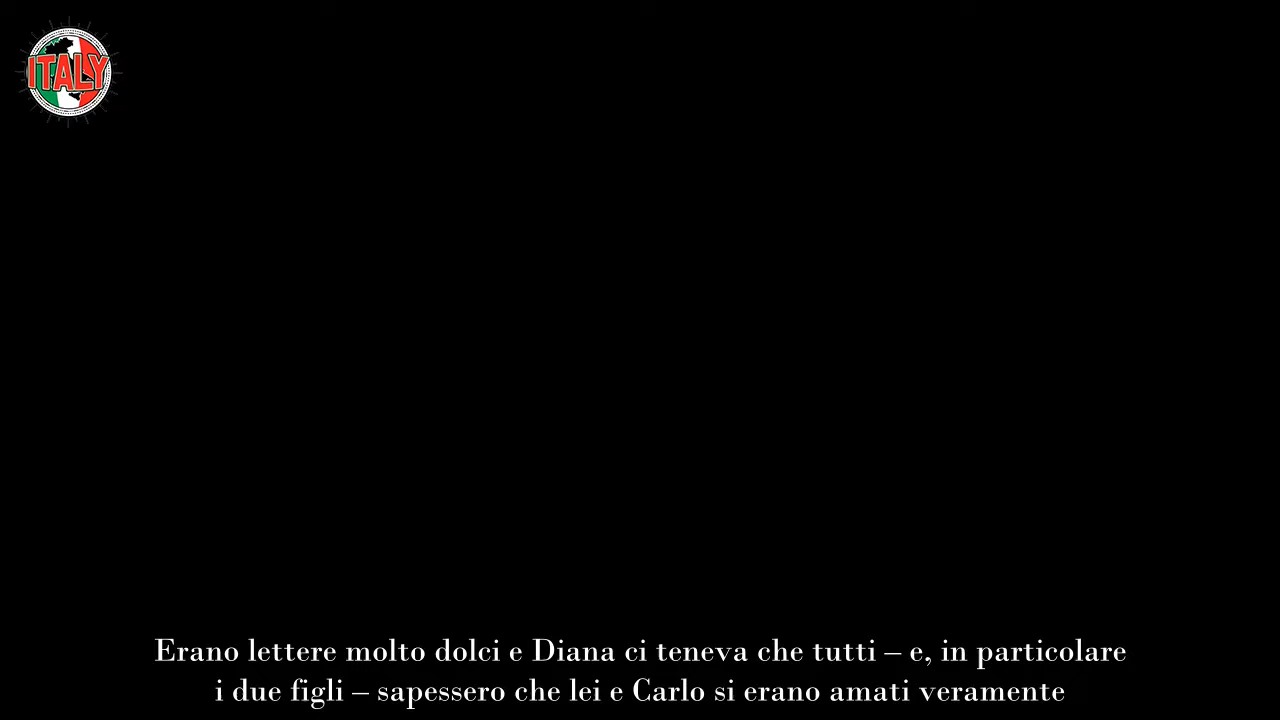 ITALY
Erano lettere molto dolci e Diana ci teneva che tutti – e, in particolare
i due figli – sapessero che lei e Carlo si erano amati veramente